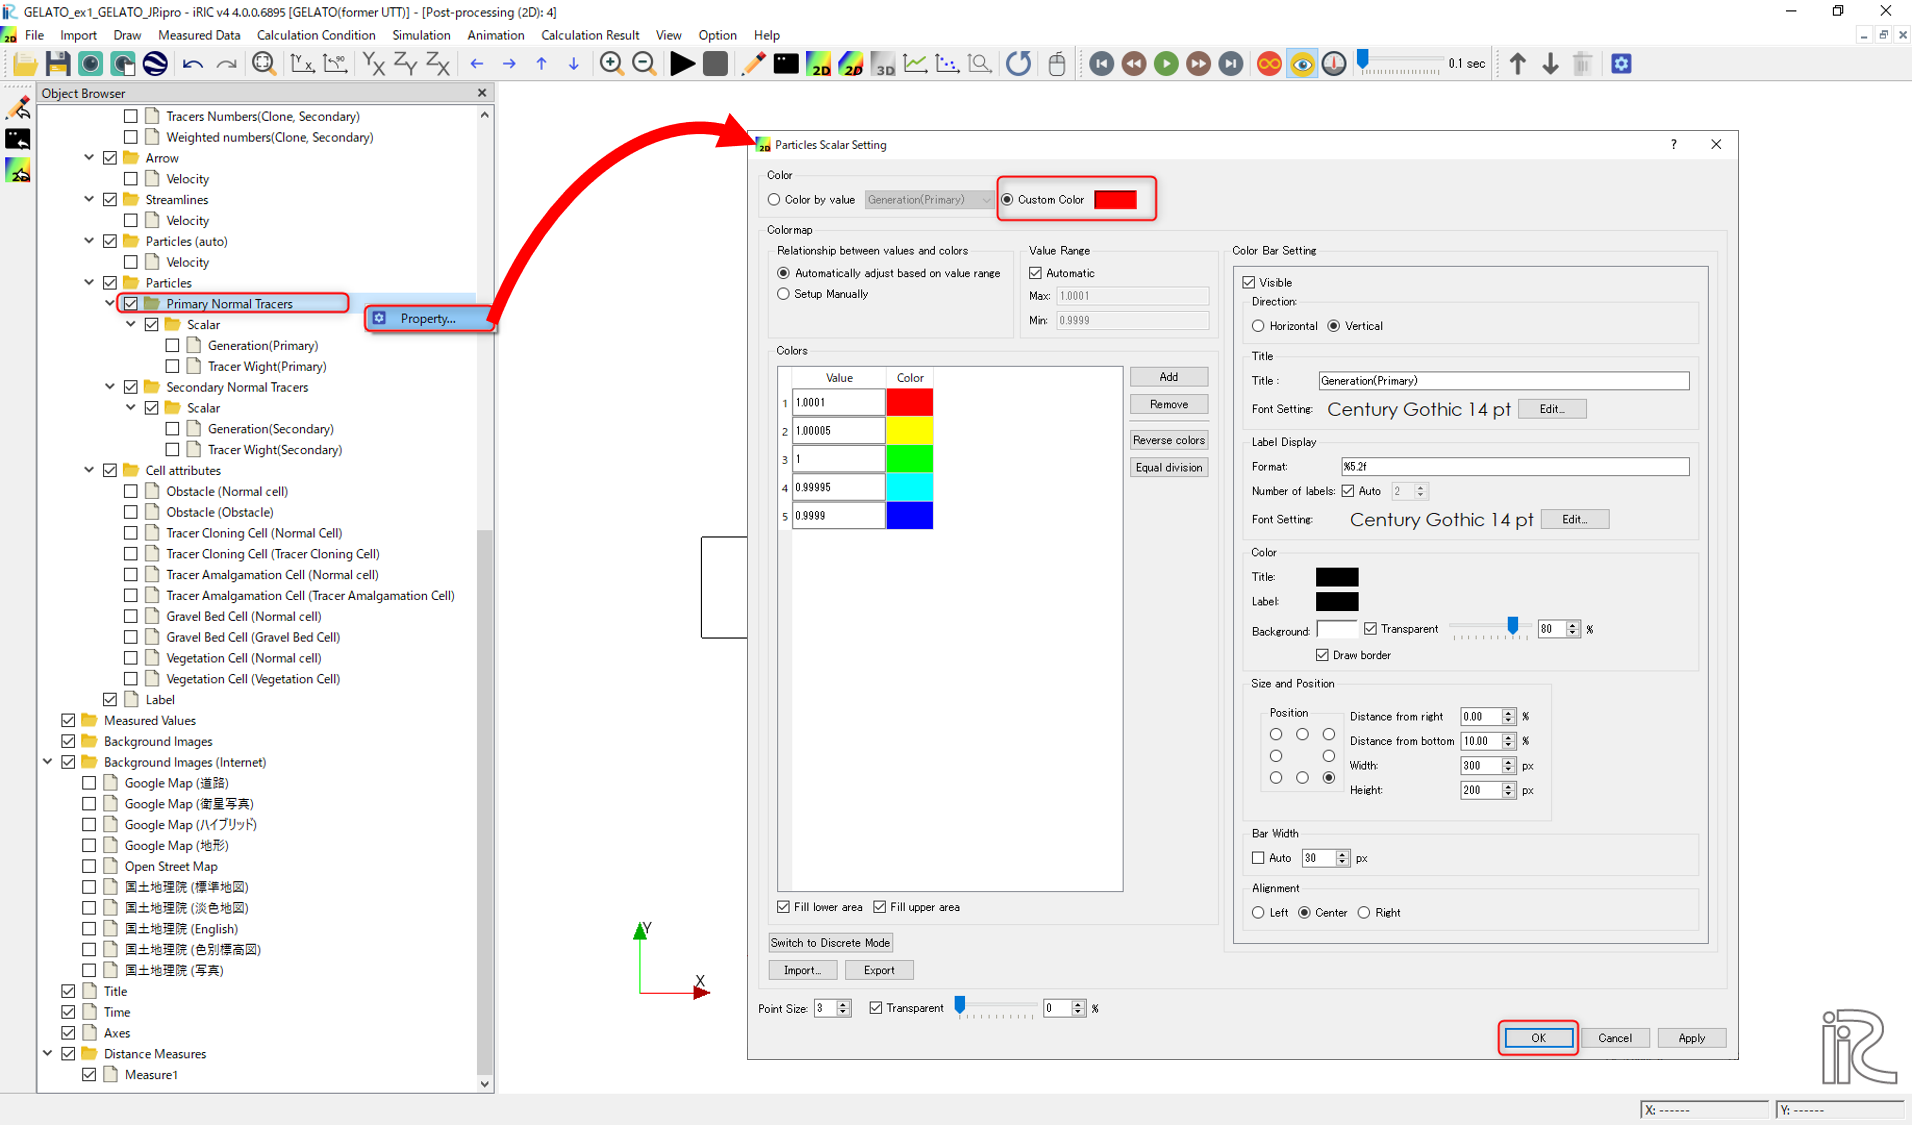 GELATO_ex1_GELATO_JP.ipro - iRIC v4 4.0.0.6895 [GELATO(former UTT)] - [Post-processing (2D): 4]
File Import Draw Measured Data Calculation Condition Simulation Animation Calculation Result View Option Help
0.1 sec
Object Browser
Tracers Numbers(Clone, Secondary)
Weighted numbers(Clone, Secondary)
Arrow
Velocity
Streamlines
Velocity
Particles (auto)
Velocity
Particles
Primary Normal Tracers
Property...
Scalar
Generation(Primary)
Tracer Wight(Primary)
Secondary Normal Tracers
Scalar
Generation(Secondary)
Tracer Wight(Secondary)
Cell attributes
Obstacle (Normal cell)
Obstacle (Obstacle)
Tracer Cloning Cell (Normal Cell)
Tracer Cloning Cell (Tracer Cloning Cell)
Tracer Amalgamation Cell (Normal cell)
Tracer Amalgamation Cell (Tracer Amalgamation Cell)
Gravel Bed Cell (Normal cell)
Gravel Bed Cell (Gravel Bed Cell)
Vegetation Cell (Normal cell)
Vegetation Cell (Vegetation Cell)
Label
Measured Values
Background Images
Background Images (Internet)
Google Map (道路)
Google Map (衛星写真)
Google Map (ハイブリッド)
Google Map (地形)
Open Street Map
国土地理院 (標準地図)
国土地理院 (淡色地図)
国土地理院 (English)
国土地理院 (色別標高図)
国土地理院 (写真)
Title
Time
Axes
Distance Measures
Measure1
Y
X
Particles Scalar Setting
Color
Color by value Generation(Primary) Custom Color
Colormap
Relationship between values and colors
Automatically adjust based on value range
Setup Manually
Value Range
Automatic
Max: 1.0001
Min: 0.9999
Colors
Value Color
1 1.0001
2 1.00005
3 1
4 0.99995
5 0.9999
Add
Remove
Reverse colors
Equal division
Fill lower area Fill upper area
Switch to Discrete Mode
Import... Export
Point Size: 3 Transparent 0 %
Color Bar Setting
Visible
Direction:
Horizontal Vertical
Title
Title : Generation(Primary)
Font Setting: Century Gothic 14 pt Edit...
Label Display
Format: %5.2f
Number of labels: Auto 2
Font Setting: Century Gothic 14 pt Edit...
Color
Title:
Label:
Background: Transparent 80 %
Draw border
Size and Position
Position
Distance from right 0.00 %
Distance from bottom 10.00 %
Width: 300 px
Height: 200 px
Bar Width
Auto 30 px
Alignment
Left Center Right
OK Cancel Apply
iRIC
X: ------ Y: ------